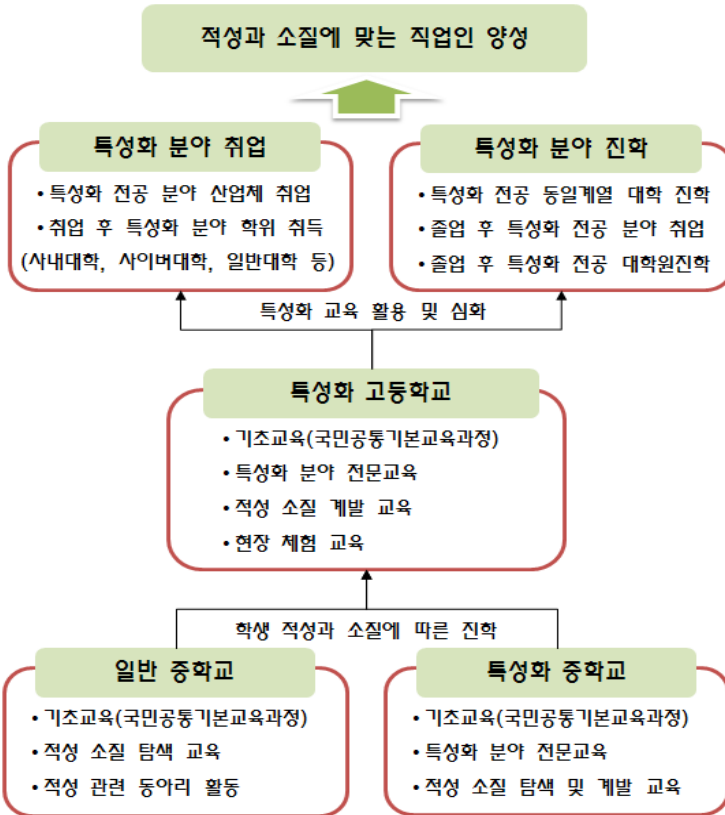 적성과 소질에 맞는 직업인 양성
특성화 분야 취업
• 특성화 전공 분야 산업체 취업
• 취업 후 특성화 분야 학위 취득
(사내대학, 사이버대학, 일반대학 등)
특성화 분야 진학
• 특성화 전공 동일계열 대학 진학
• 졸업 후 특성화 전공 분야 취업
• 졸업 후 특성화 전공 대학원진학
특성화 교육 활용 및 심화
특성화 고등학교
• 기초교육(국민공통기본교육과정)
• 특성화 분야 전문교육
• 적성 소질 계발 교육
• 현장 체험 교육
학생 적성과 소질에 따른 진학
일반 중학교
• 기초교육(국민공통기본교육과정)
• 적성 소질 탐색 교육
• 적성 관련 동아리 활동
특성화 중학교
• 기초교육(국민공통기본교육과정)
• 특성화 분야 전문교육
• 적성 소질 탐색 및 계발 교육